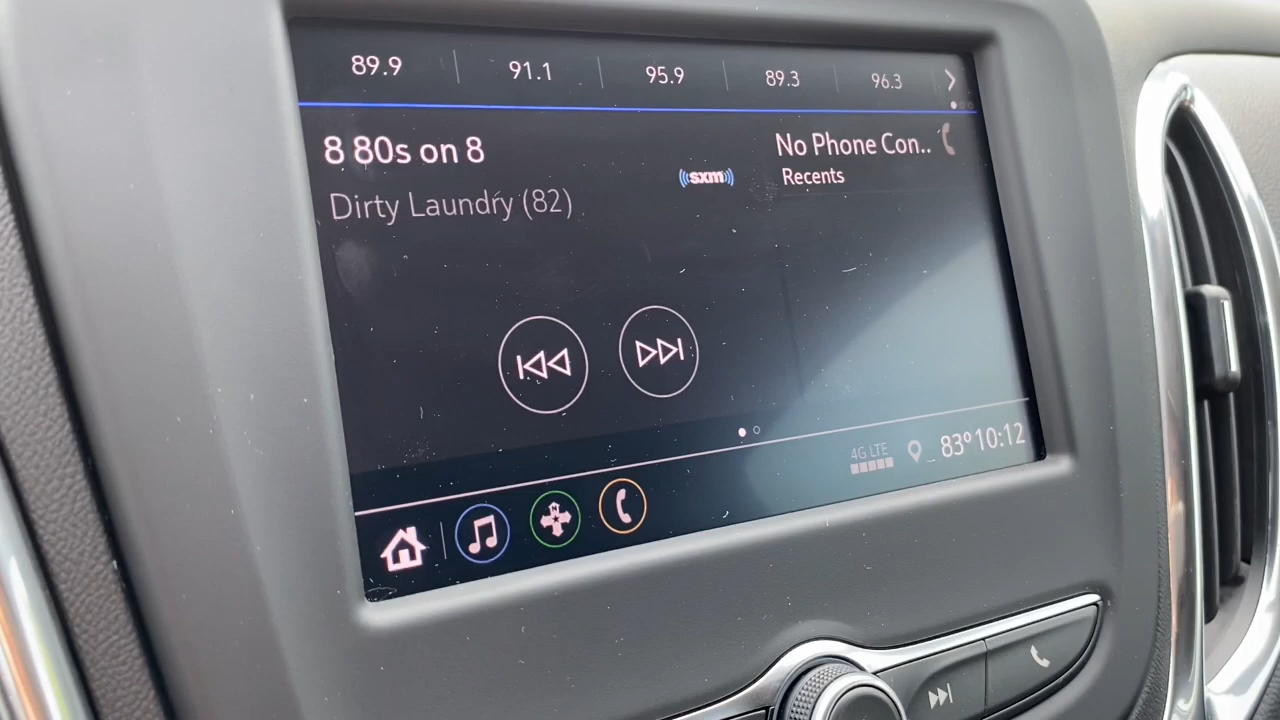 89.9 91.1 95.9 89.3 96.3
8 80s on 8
Dirty Laundry (82)
sxm
No Phone Con..
Recents
4G LTE
83° 10:12
N